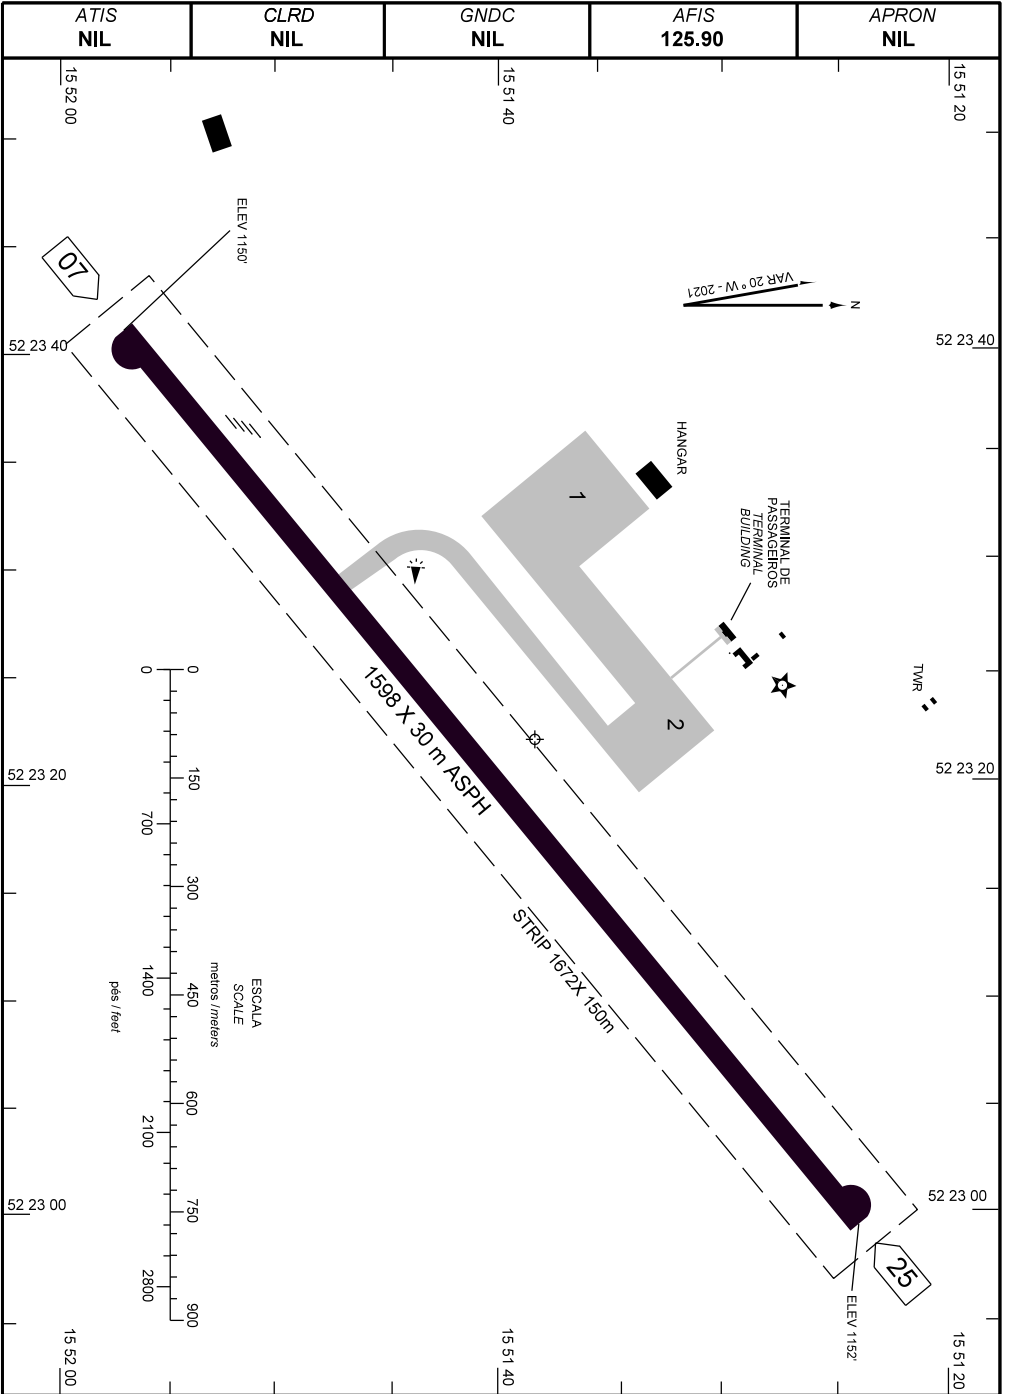 ATIS
NIL
CLRD
NIL
GNDC
NIL
AFIS
125.90
APRON
NIL
15 52 00
15 51 40
15 51 20
ELEV 1150'
07
VAR 20° W - 2021
N
52 23 40
52 23 40
HANGAR
1
TERMINAL DE
PASSAGEIROS
TERMINAL
BUILDING
TWR
2
1598 X 30 m ASPH
52 23 20
52 23 20
STRIP 1672X 150m
ESCALA
SCALE
metros / meters
0
150
300
450
600
750
900
0
700
1400
2100
2800
pés / feet
52 23 00
52 23 00
25
ELEV 1152'
15 52 00
15 51 40
15 51 20